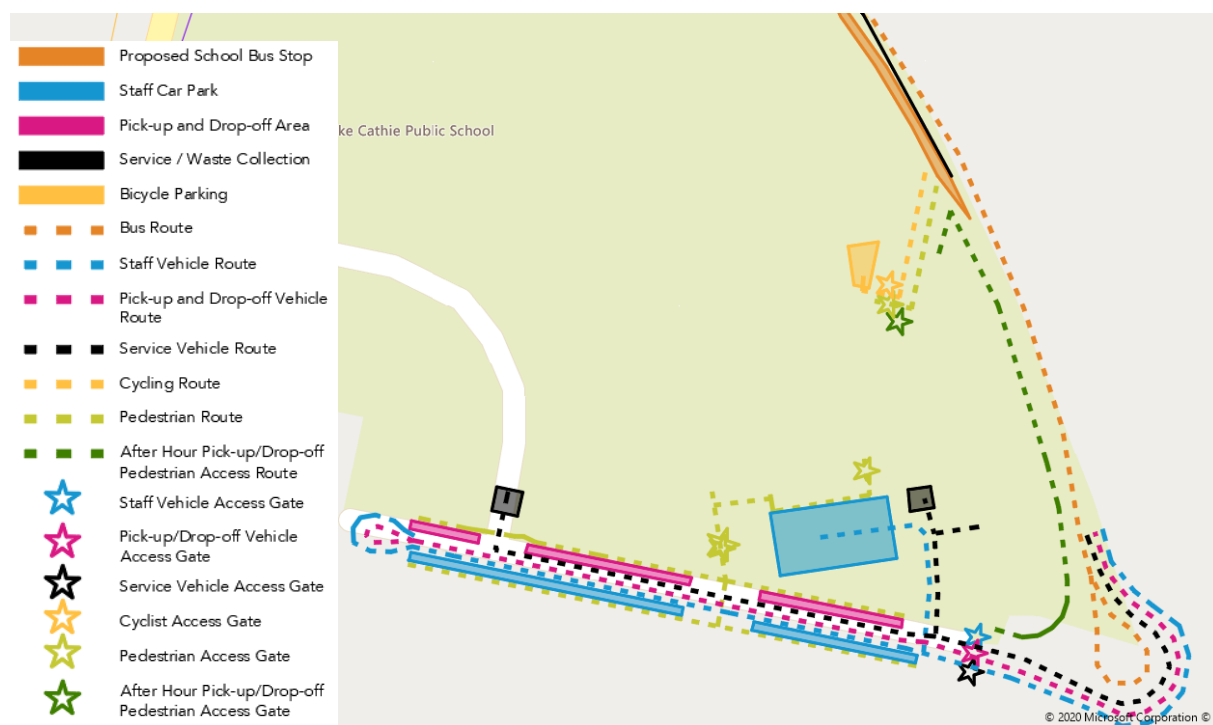 Proposed School Bus Stop
Staff Car Park
Pick-up and Drop-off Area
Service / Waste Collection
Bicycle Parking
Bus Route
Staff Vehicle Route
Pick-up and Drop-off Vehicle
Route
Service Vehicle Route
Cycling Route
Pedestrian Route
After Hour Pick-up/Drop-off
Pedestrian Access Route
Staff Vehicle Access Gate
Pick-up/Drop-off Vehicle
Access Gate
Service Vehicle Access Gate
Cyclist Access Gate
Pedestrian Access Gate
After Hour Pick-up/Drop-off
Pedestrian Access Gate
ke Cathie Public School
© 2020 Microsoft Corporation ©